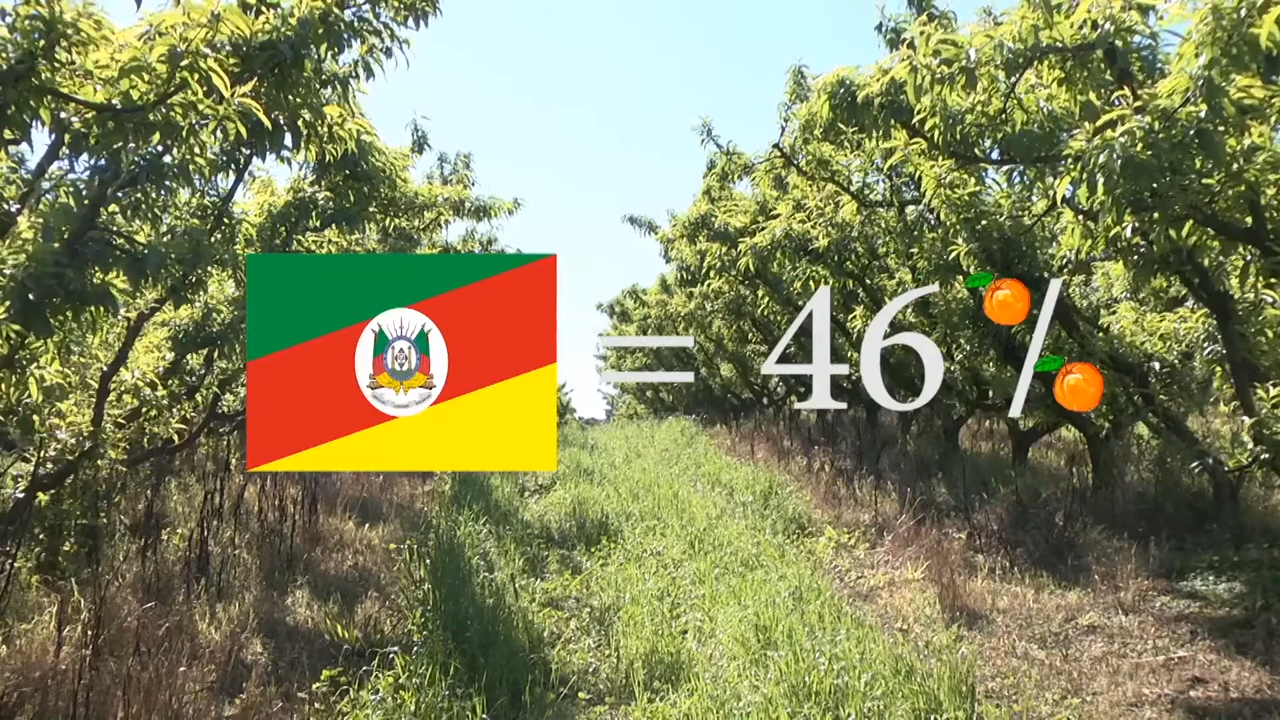 = 46 %